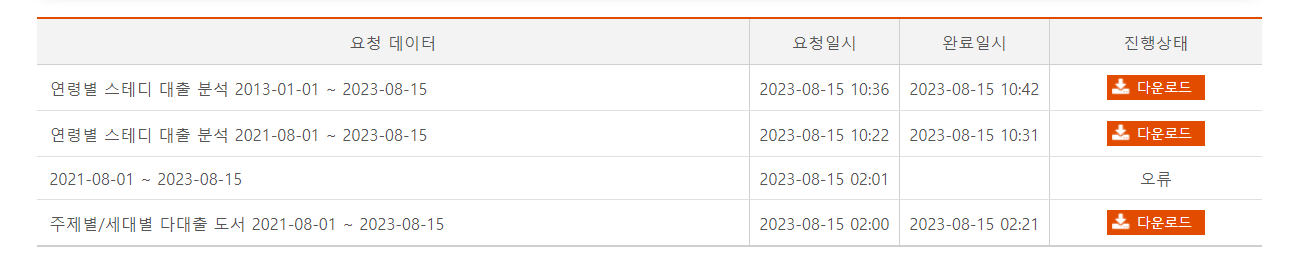 요청 데이터 요청일시 완료일시 진행상태
연령별 스테디 대출 분석 2013-01-01 ~ 2023-08-15 2023-08-15 10:36 2023-08-15 10:42 다운로드
연령별 스테디 대출 분석 2021-08-01 ~ 2023-08-15 2023-08-15 10:22 2023-08-15 10:31 다운로드
2021-08-01 ~ 2023-08-15 2023-08-15 02:01 오류
주제별/세대별 다대출 도서 2021-08-01 ~ 2023-08-15 2023-08-15 02:00 2023-08-15 02:21 다운로드